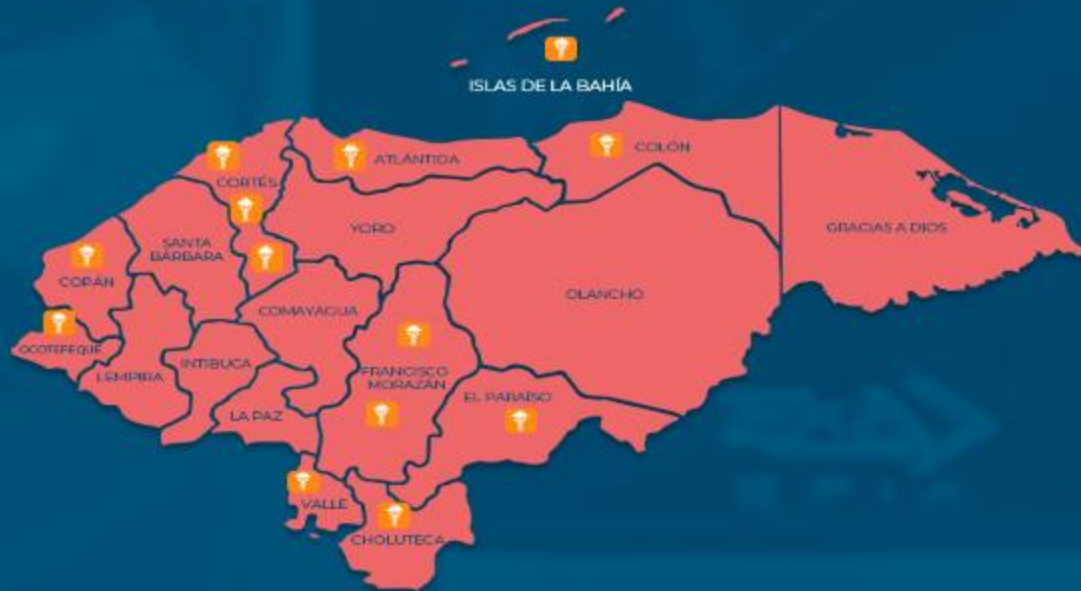 ISLAS DE LA BAHÍA
ATLÁNTIDA
COLÓN
CORTÉS
YORO
GRACIAS A DIOS
SANTA
BÁRBARA
COPÁN
OLANCHO
COMAYAGUA
OCOTEPEQUE
INTIBUCA
LEMPIRA
FRANCISCO
MORAZÁN
EL PARAÍSO
LA PAZ
VALLE
CHOLUTECA